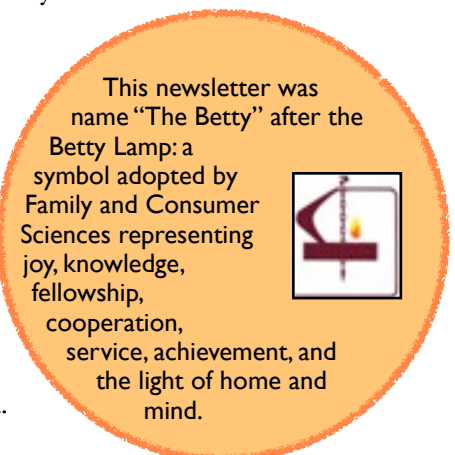 This newsletter was
name “The Betty” after the
Betty Lamp: a
symbol adopted by
Family and Consumer
Sciences representing
joy, knowledge,
fellowship,
cooperation,
service, achievement, and
the light of home and
mind.